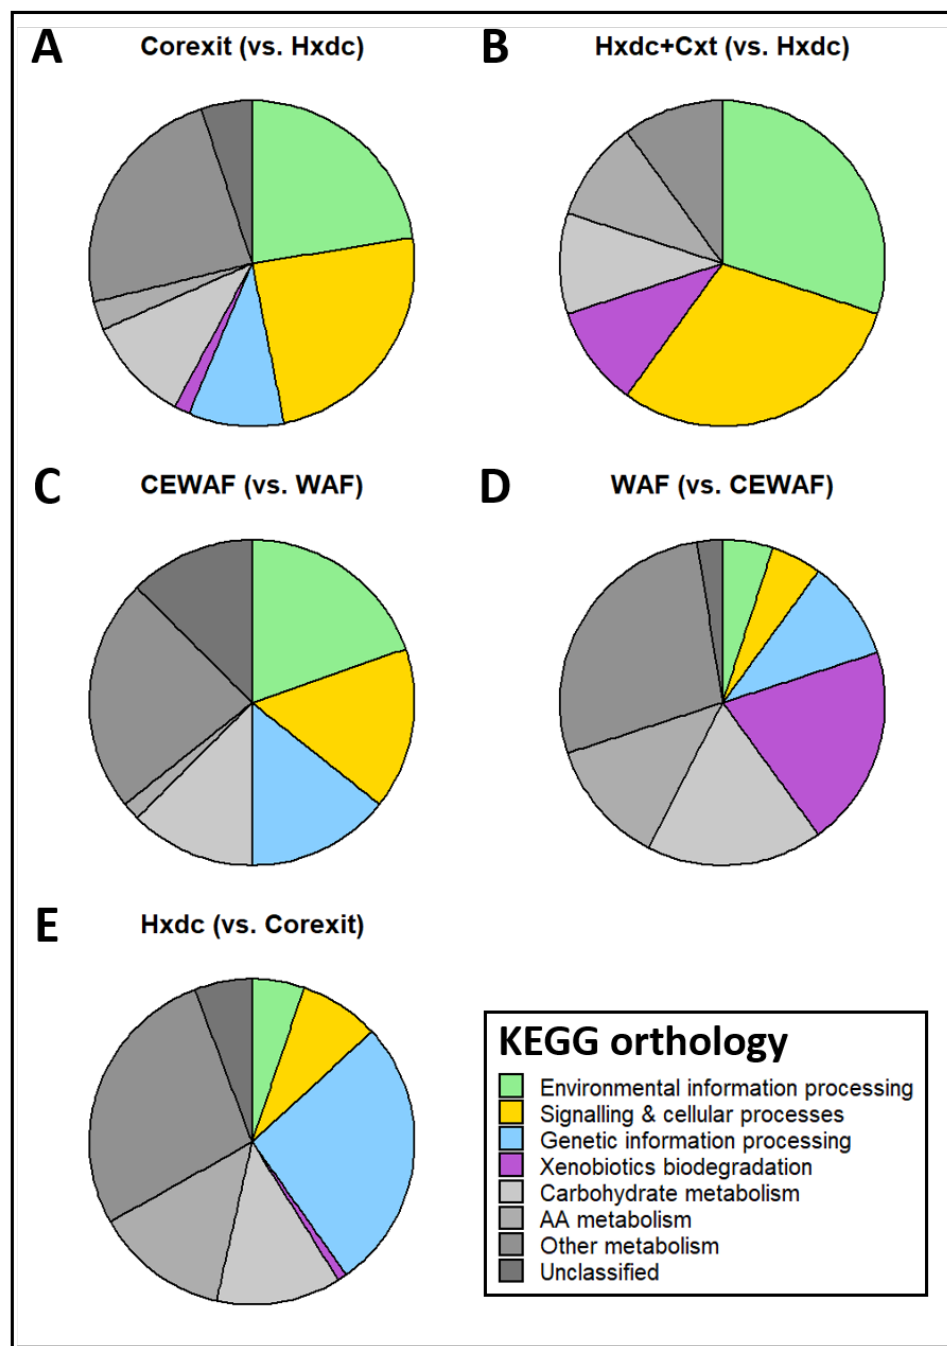 A
Corexit (vs. Hxdc)
B
Hxdc+Cxt (vs. Hxdc)
C
CEWAF (vs. WAF)
D
WAF (vs. CEWAF)
E
Hxdc (vs. Corexit)
KEGG orthology
Environmental information processing
Signalling & cellular processes
Genetic information processing
Xenobiotics biodegradation
Carbohydrate metabolism
AA metabolism
Other metabolism
Unclassified